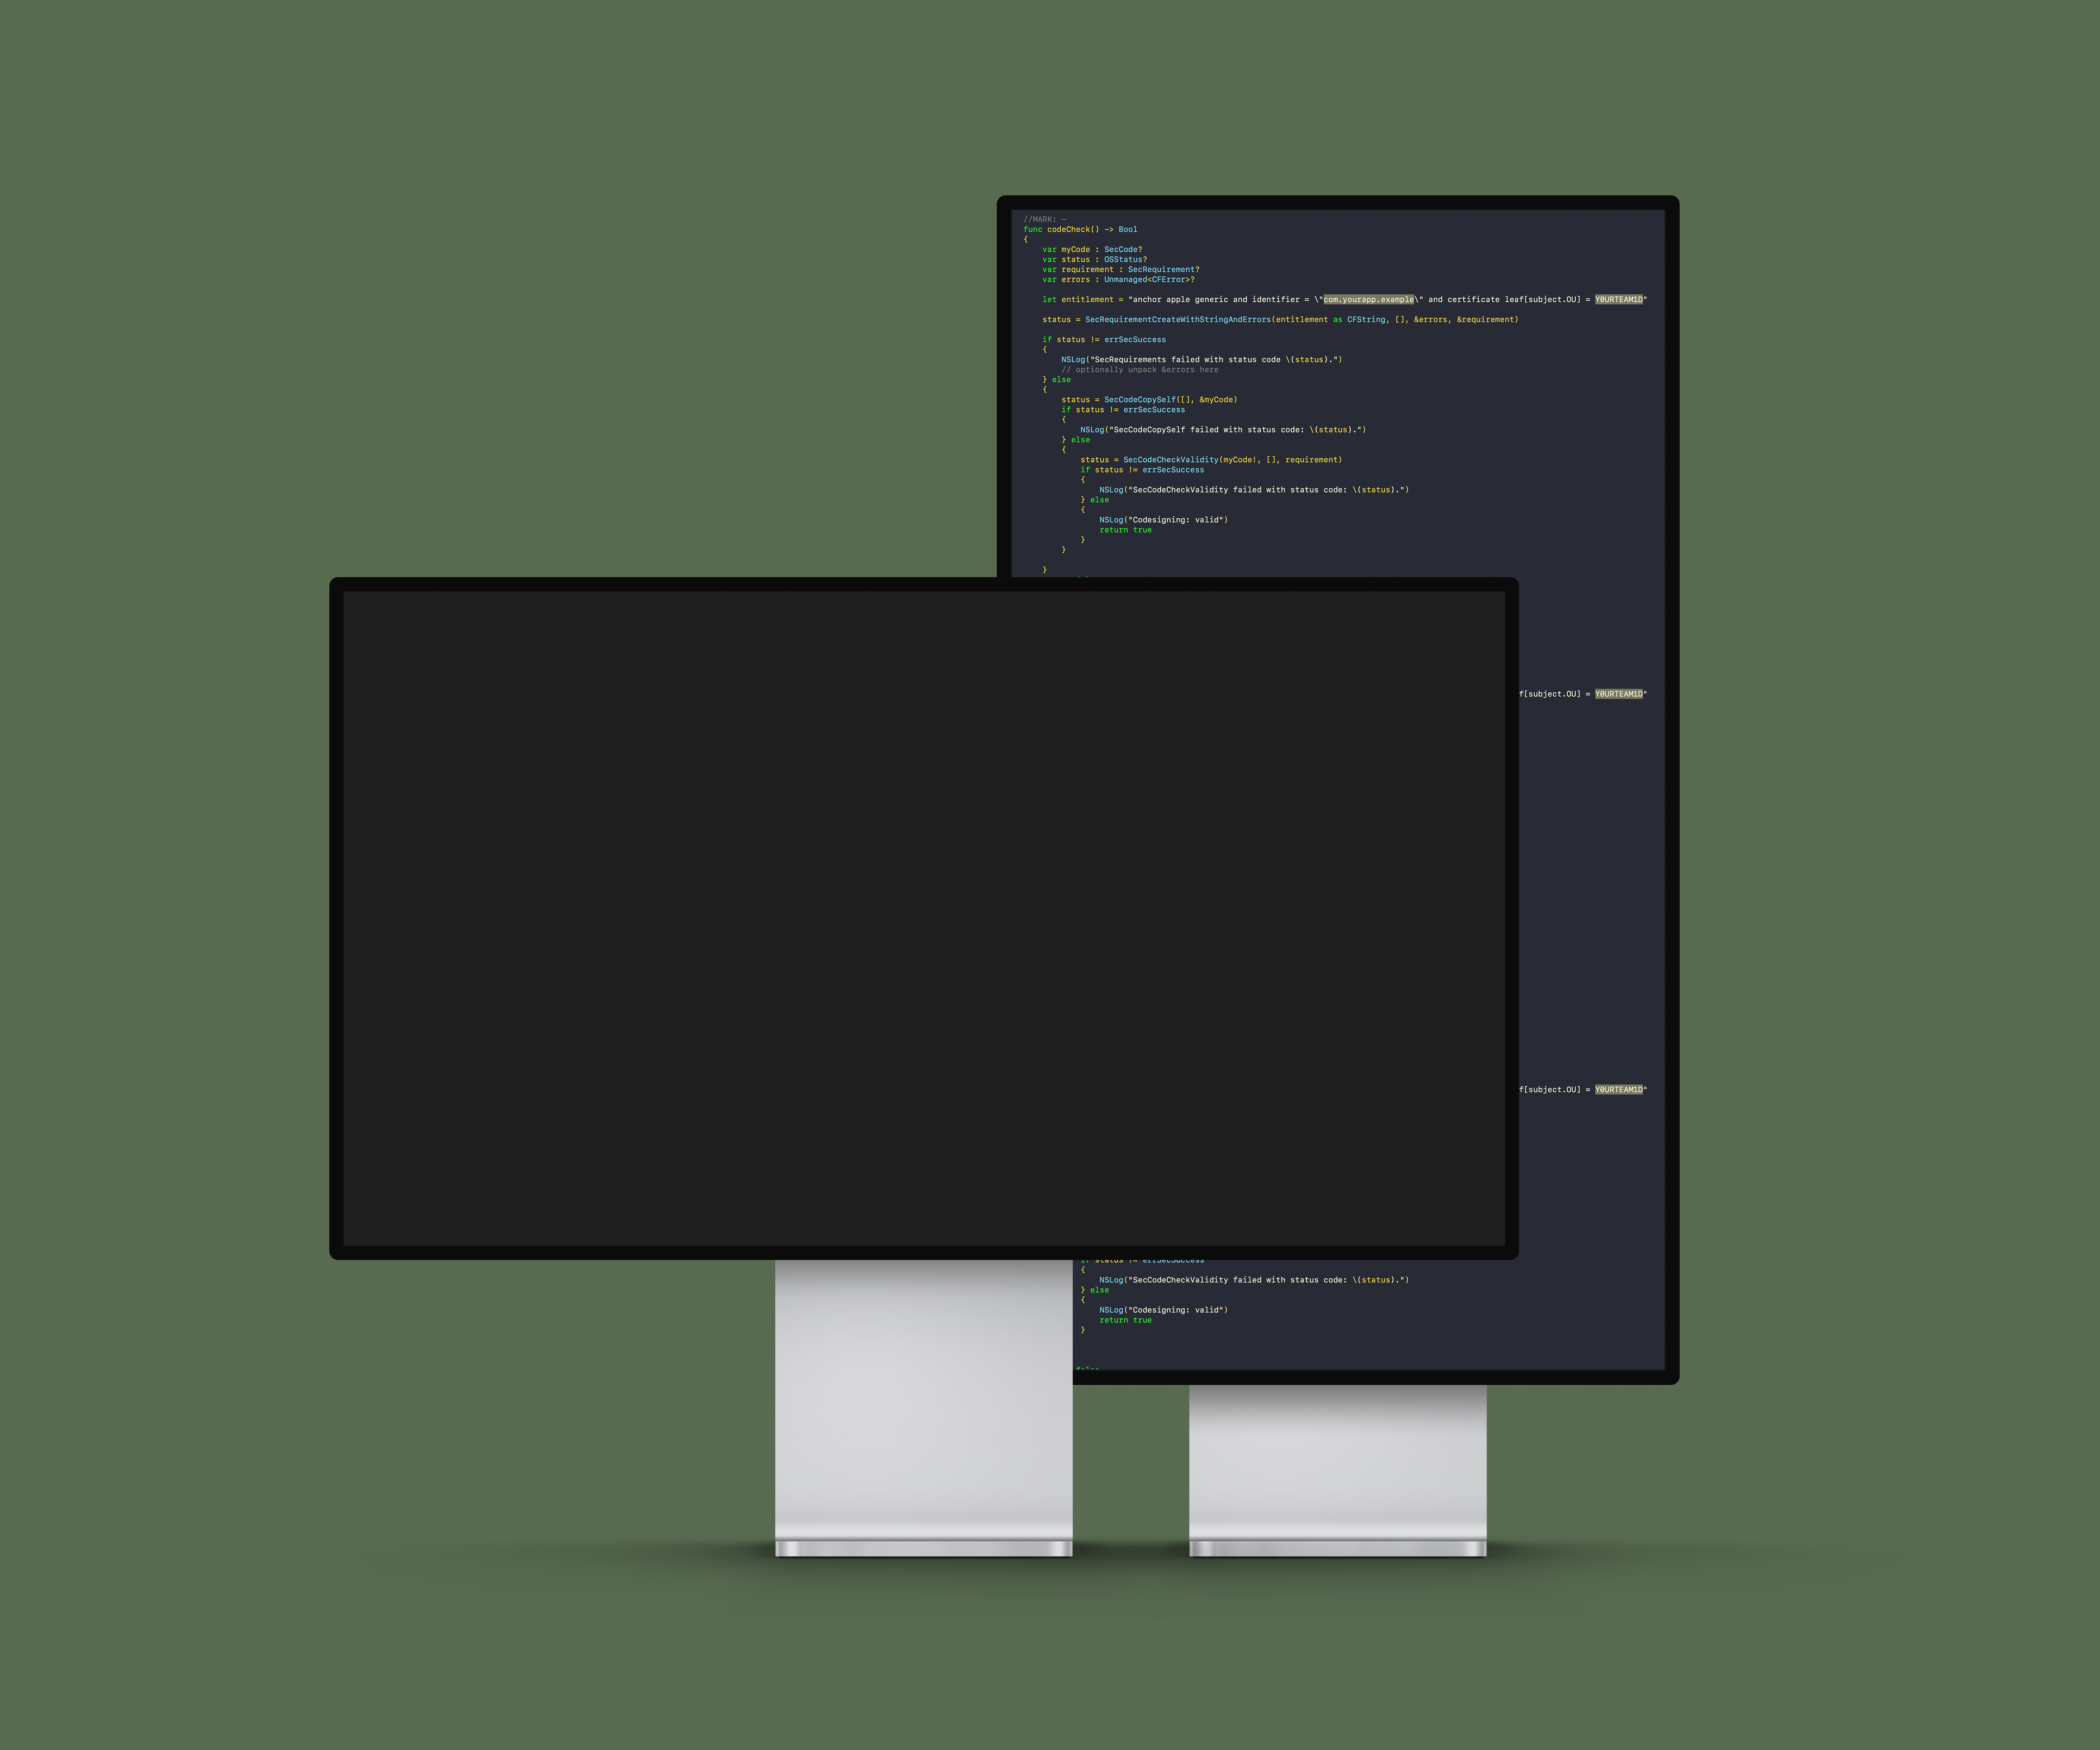 //MARK: -
func codeCheck() -> Bool
{
    var myCode : SecCode?
    var status : OSStatus?
    var requirement : SecRequirement?
    var errors : Unmanaged<CFError>?

    let entitlement = "anchor apple generic and identifier = \"com.yourapp.example\" and certificate leaf[subject.OU] = Y0URTEAM1D"

    status = SecRequirementCreateWithStringAndErrors(entitlement as CFString, [], &errors, &requirement)

    if status != errSecSuccess
    {
        NSLog("SecRequirements failed with status code \(status).")
        // optionally unpack &errors here
    } else
    {
        status = SecCodeCopySelf([], &myCode)
        if status != errSecSuccess
        {
            NSLog("SecCodeCopySelf failed with status code: \(status).")
        } else
        {
            status = SecCodeCheckValidity(myCode!, [], requirement)
            if status != errSecSuccess
            {
                NSLog("SecCodeCheckValidity failed with status code: \(status).")
            } else
            {
                NSLog("Codesigning: valid")
                return true
            }
        }

    }
f[subject.OU] = Y0URTEAM1D"
f[subject.OU] = Y0URTEAM1D"
if status != errSecSuccess
{
    NSLog("SecCodeCheckValidity failed with status code: \(status).")
} else
{
    NSLog("Codesigning: valid")
    return true
}